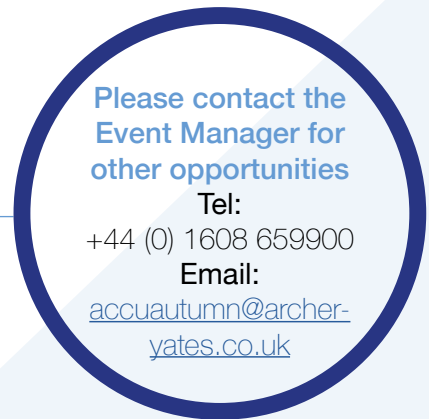 Please contact the
Event Manager for
other opportunities
Tel:
+44 (0) 1608 659900
Email:
accuautumn@archer-
yates.co.uk